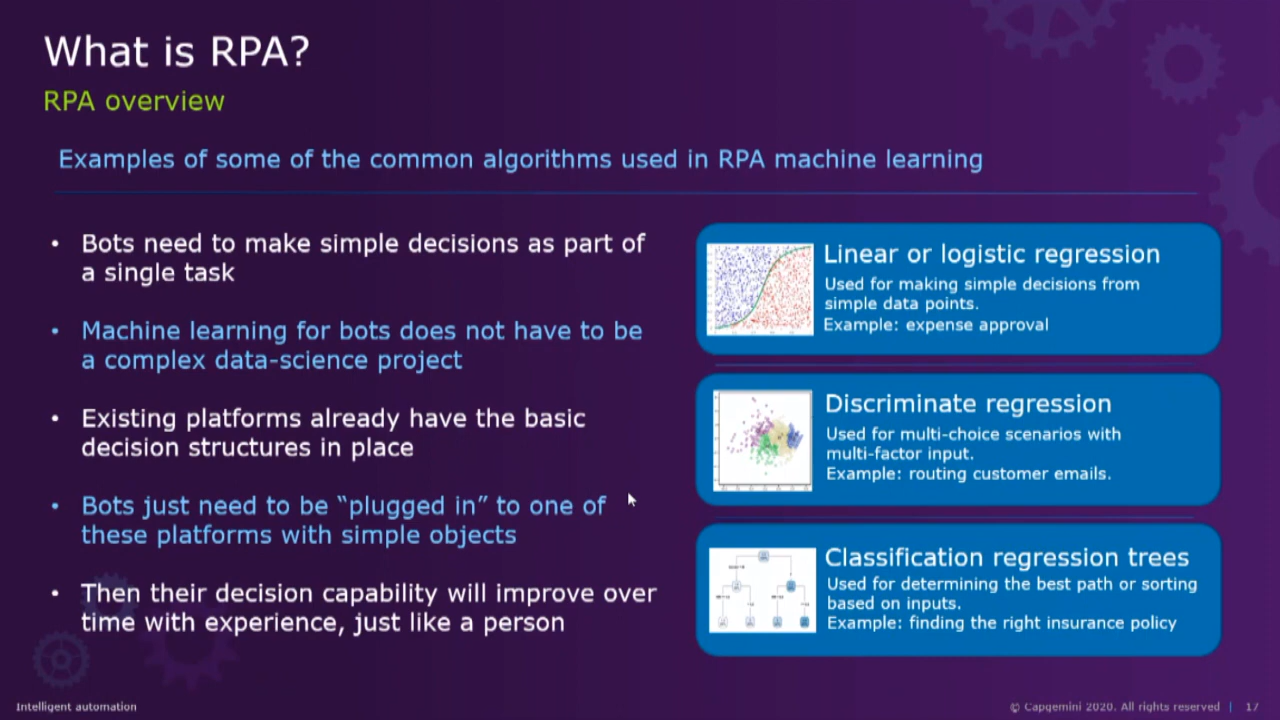 What is RPA?
RPA overview
Examples of some of the common algorithms used in RPA machine learning
• Bots need to make simple decisions as part of
a single task
• Machine learning for bots does not have to be
a complex data-science project
• Existing platforms already have the basic
decision structures in place
• Bots just need to be “plugged in” to one of
these platforms with simple objects
• Then their decision capability will improve over
time with experience, just like a person
Linear or logistic regression
Used for making simple decisions from
simple data points.
Example: expense approval
Discriminate regression
Used for multi-choice scenarios with
multi-factor input.
Example: routing customer emails.
Classification regression trees
Used for determining the best path or sorting
based on inputs.
Example: finding the right insurance policy
Intelligent automation
© Capgemini 2020. All rights reserved | 17